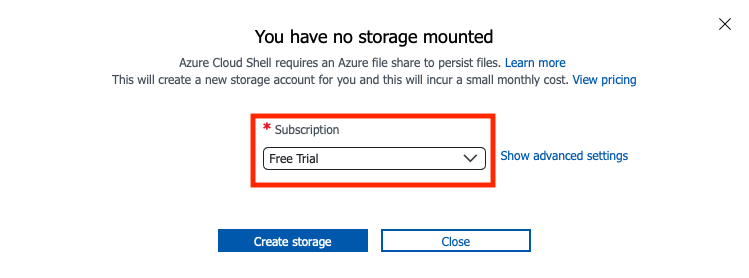 You have no storage mounted
Azure Cloud Shell requires an Azure file share to persist files. Learn more
This will create a new storage account for you and this will incur a small monthly cost. View pricing
* Subscription
Free Trial
Show advanced settings
Create storage
Close